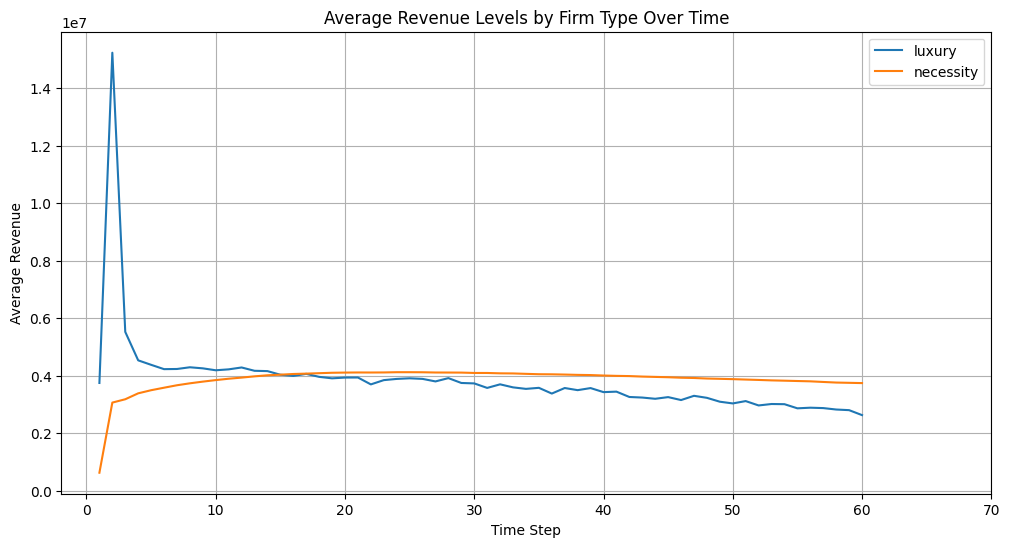 Average Revenue Levels by Firm Type Over Time
1e7
luxury
necessity
1.4
1.2
1.0
0.8
0.6
0.4
0.2
0.0
Average Revenue
0 10 20 30 40 50 60 70
Time Step